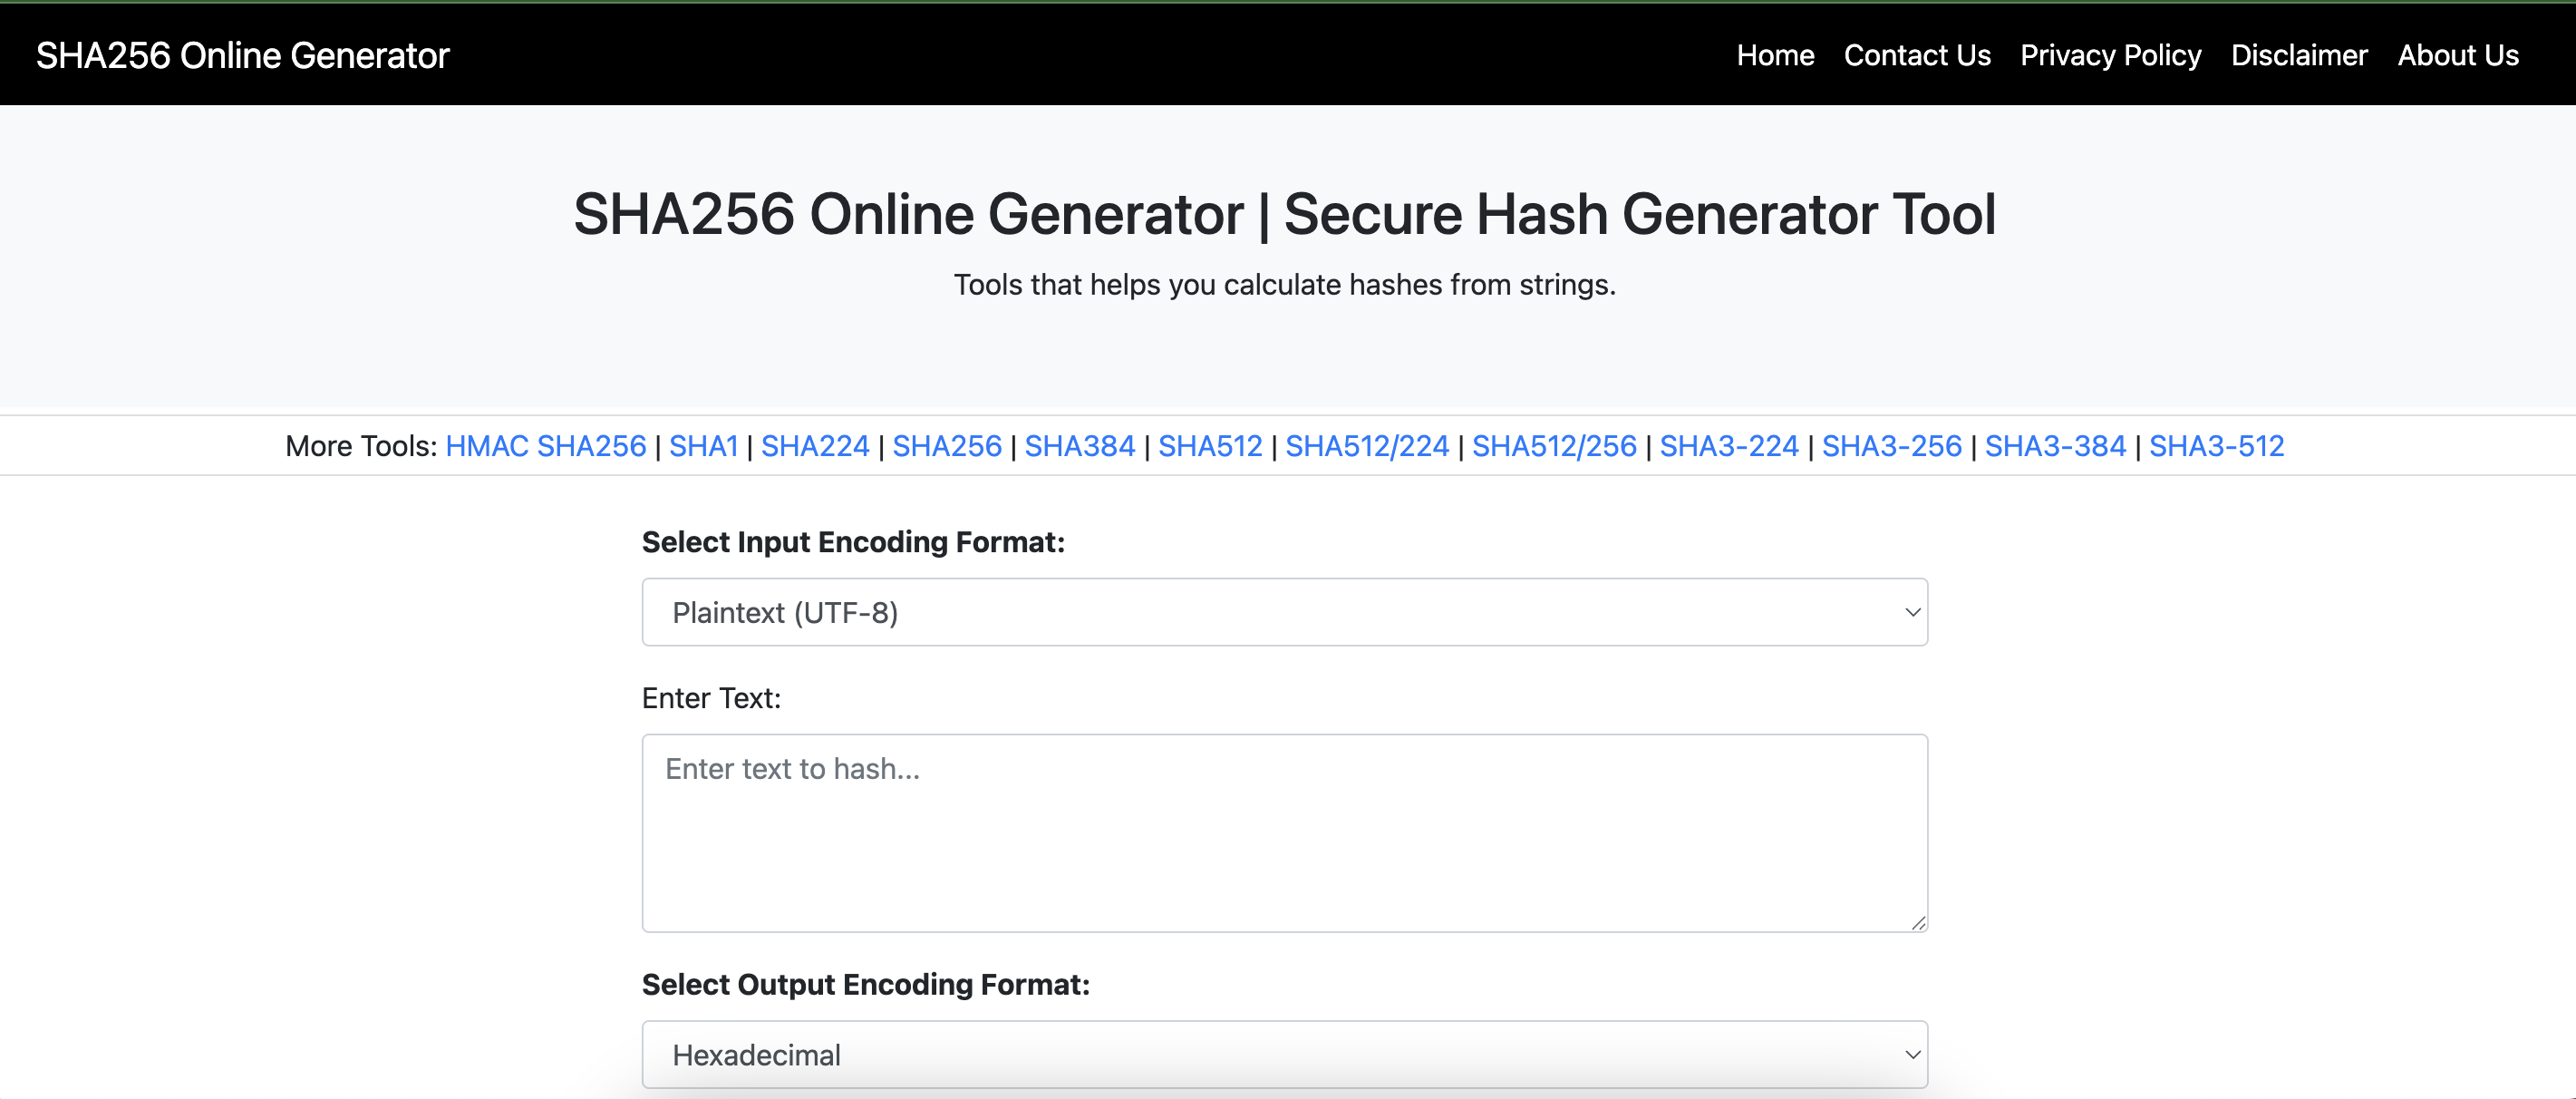 SHA256 Online Generator Home Contact Us Privacy Policy Disclaimer About Us
SHA256 Online Generator | Secure Hash Generator Tool
Tools that helps you calculate hashes from strings.
More Tools: HMAC SHA256 | SHA1 | SHA224 | SHA256 | SHA384 | SHA512 | SHA512/224 | SHA512/256 | SHA3-224 | SHA3-256 | SHA3-384 | SHA3-512
Select Input Encoding Format:
Plaintext (UTF-8)
Enter Text:
Enter text to hash...
Select Output Encoding Format:
Hexadecimal